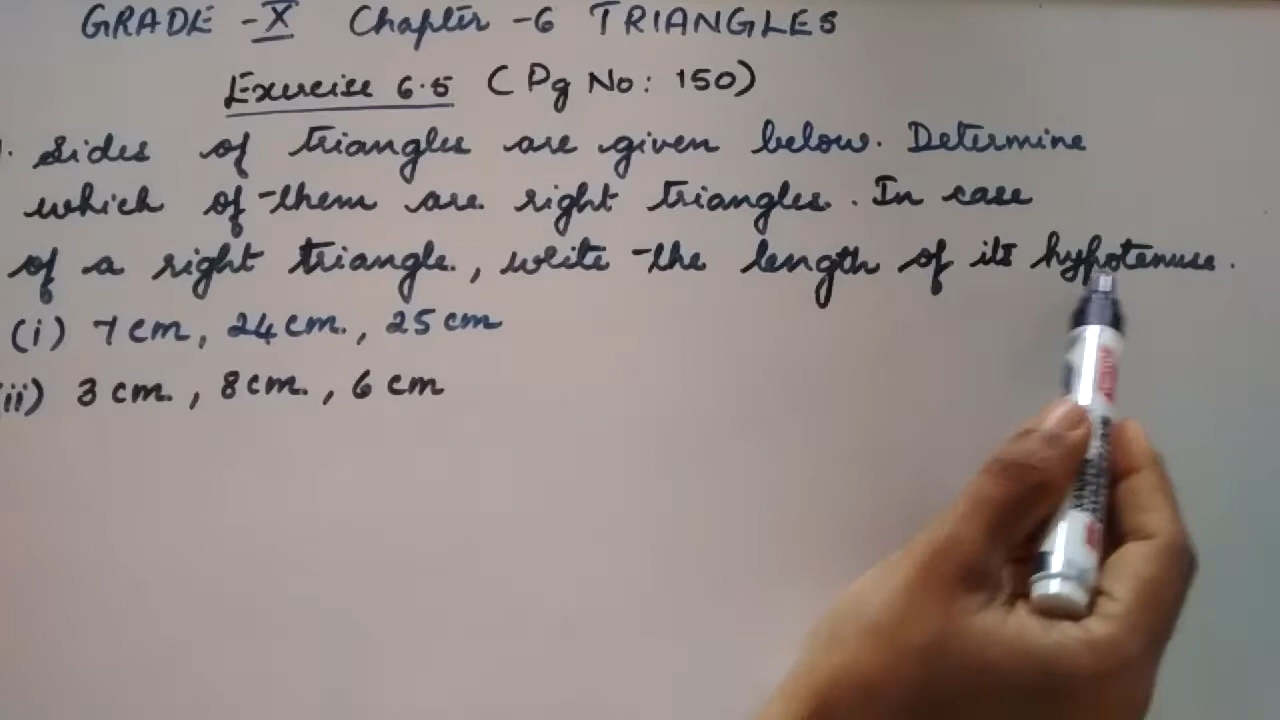 GRADE - X Chapter - 6 TRIANGLES
Exercise 6.5 (Pg No: 150)
. Sides of triangles are given below. Determine
which of them are right triangles. In case
of a right triangle, write the length of its hypotenuse.
(i) 7 cm, 24 cm., 25 cm
(ii) 3 cm., 8 cm., 6 cm